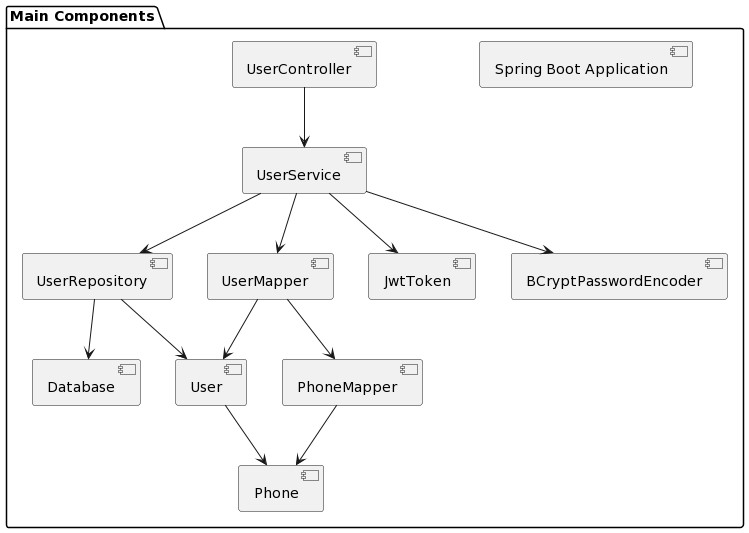 Main Components
UserController
Spring Boot Application
UserService
UserRepository
UserMapper
JwtToken
BCryptPasswordEncoder
Database
User
PhoneMapper
Phone